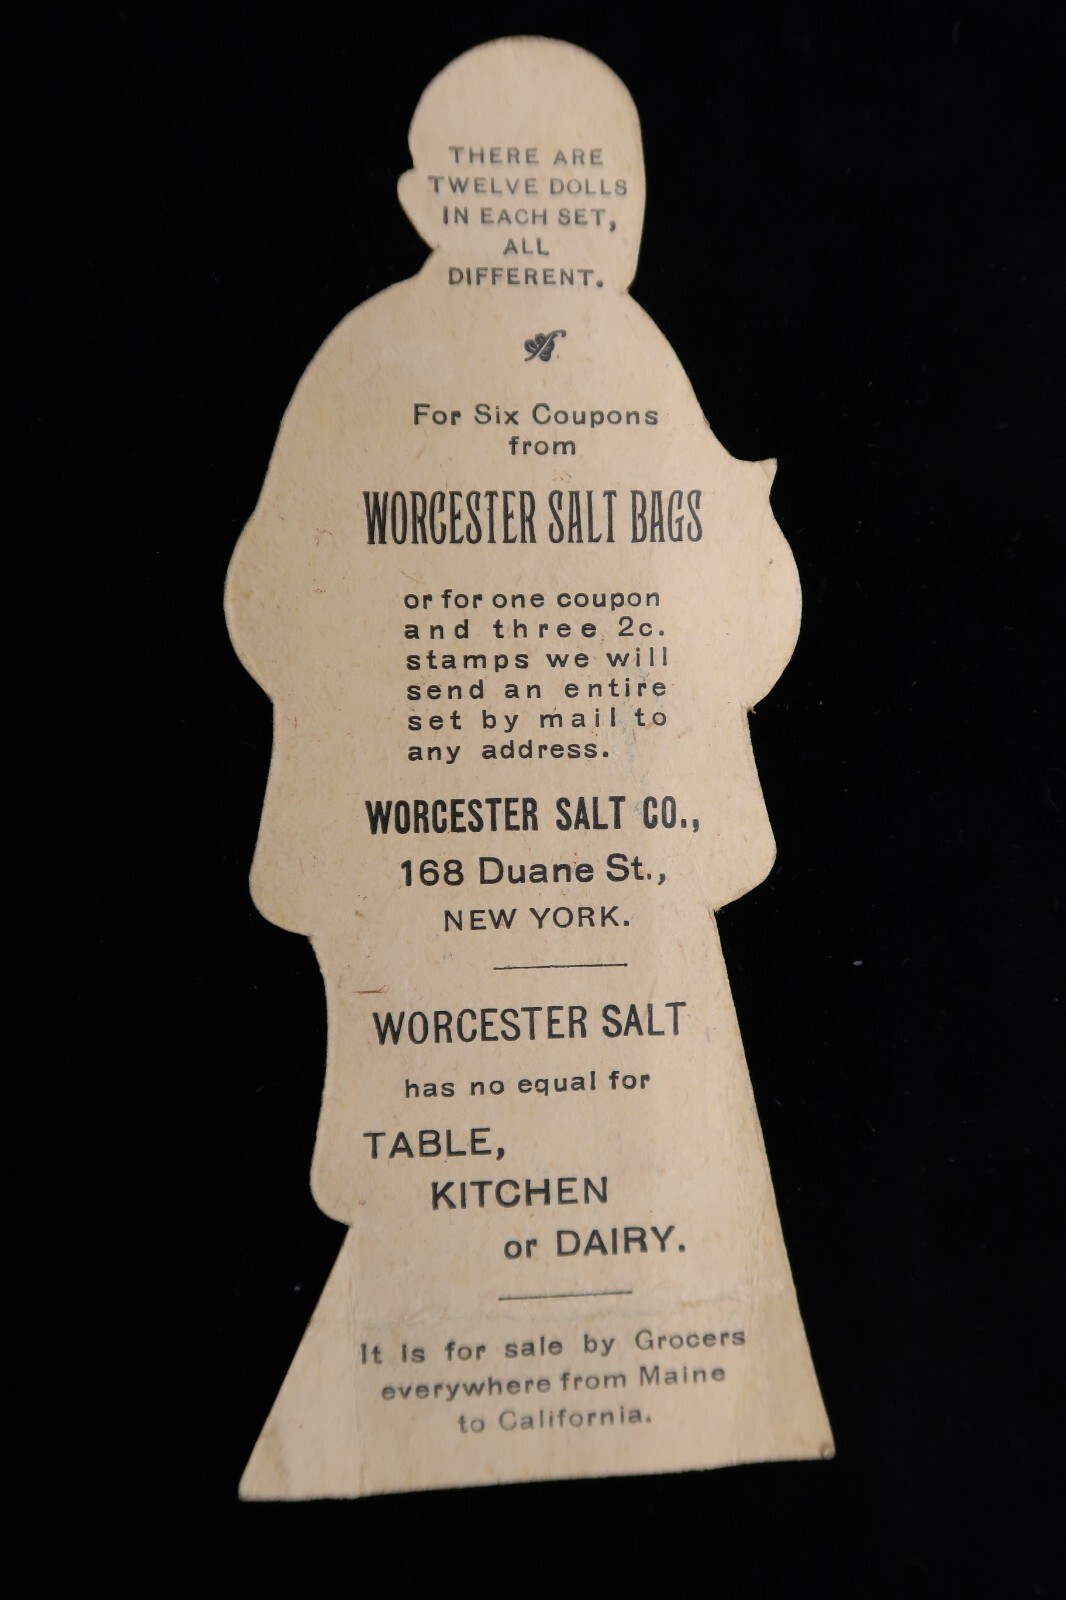 THERE ARE
TWELVE DOLLS
IN EACH SET,
ALL
DIFFERENT.
For Six Coupons
from
WORCESTER SALT BAGS
or for one coupon
and three 2c.
stamps we will
send an entire
set by mail to
any address.
WORCESTER SALT CO.,
168 Duane St.,
NEW YORK.
WORCESTER SALT
has no equal for
TABLE,
KITCHEN
or DAIRY.
It is for sale by Grocers
everywhere from Maine
to California.